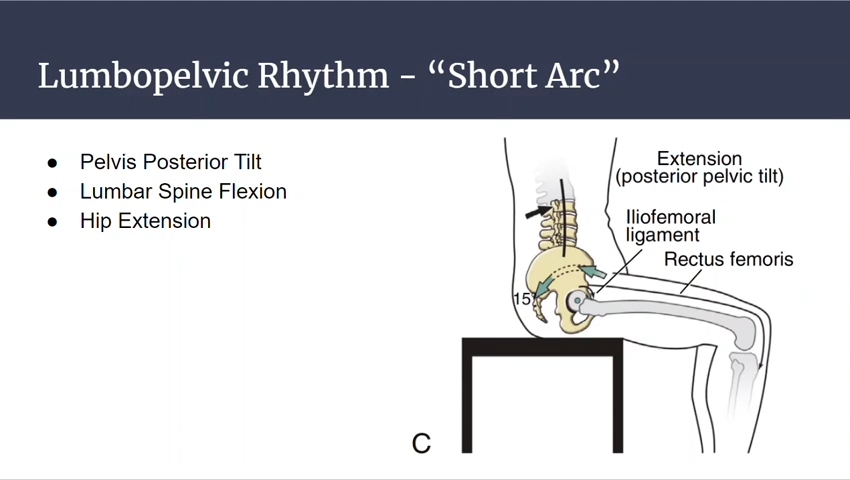 Lumbopelvic Rhythm - “Short Arc”
● Pelvis Posterior Tilt
● Lumbar Spine Flexion
● Hip Extension
Extension
(posterior pelvic tilt)
Iliofemoral
ligament
Rectus femoris
15°
C